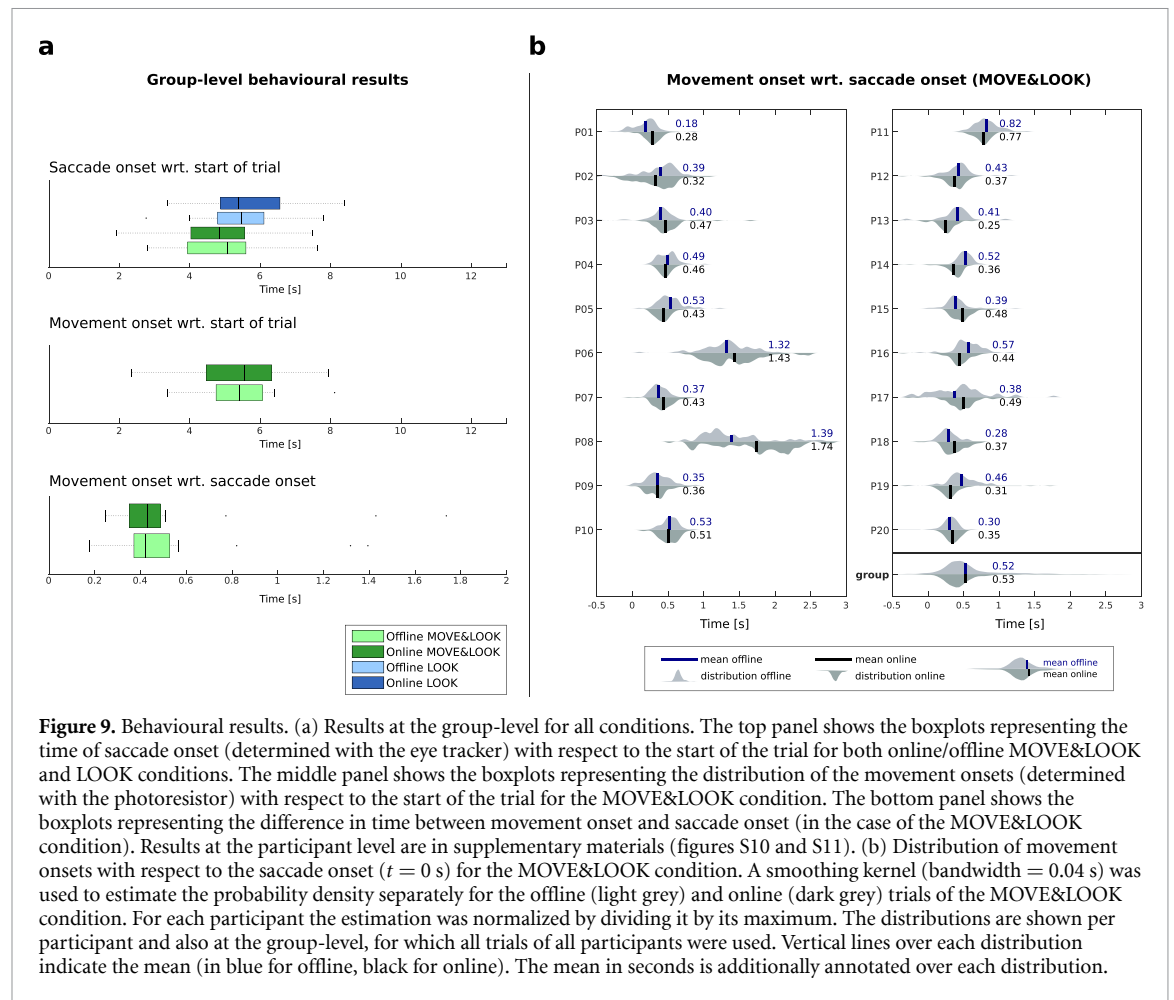 a
Group-level behavioural results
Saccade onset wrt. start of trial
0 2 4 6 8 10 12
Time [s]
Movement onset wrt. start of trial
0 2 4 6 8 10 12
Time [s]
Movement onset wrt. saccade onset
0 0.2 0.4 0.6 0.8 1 1.2 1.4 1.6 1.8 2
Time [s]
Offline MOVE&LOOK
Online MOVE&LOOK
Offline LOOK
Online LOOK
b
Movement onset wrt. saccade onset (MOVE&LOOK)
P01 0.18
0.28
P02 0.39
0.32
P03 0.40
0.47
P04 0.49
0.46
P05 0.53
0.43
P06 1.32
1.43
P07 0.37
0.43
P08 1.39
1.74
P09 0.35
0.36
P10 0.53
0.51
-0.5 0 0.5 1 1.5 2 2.5 3
Time [s]
P11 0.82
0.77
P12 0.43
0.37
P13 0.41
0.25
P14 0.52
0.36
P15 0.39
0.48
P16 0.57
0.44
P17 0.38
0.49
P18 0.28
0.37
P19 0.46
0.31
P20 0.30
0.35
group 0.52
0.53
-0.5 0 0.5 1 1.5 2 2.5 3
Time [s]
mean offline
distribution offline
mean online
distribution online
mean offline
mean online
Figure 9. Behavioural results. (a) Results at the group-level for all conditions. The top panel shows the boxplots representing the
time of saccade onset (determined with the eye tracker) with respect to the start of the trial for both online/offline MOVE&LOOK
and LOOK conditions. The middle panel shows the boxplots representing the distribution of the movement onsets (determined
with the photoresistor) with respect to the start of the trial for the MOVE&LOOK condition. The bottom panel shows the
boxplots representing the difference in time between movement onset and saccade onset (in the case of the MOVE&LOOK
condition). Results at the participant level are in supplementary materials (figures S10 and S11). (b) Distribution of movement
onsets with respect to the saccade onset (t = 0 s) for the MOVE&LOOK condition. A smoothing kernel (bandwidth = 0.04 s) was
used to estimate the probability density separately for the offline (light grey) and online (dark grey) trials of the MOVE&LOOK
condition. For each participant the estimation was normalized by dividing it by its maximum. The distributions are shown per
participant and also at the group-level, for which all trials of all participants were used. Vertical lines over each distribution
indicate the mean (in blue for offline, black for online). The mean in seconds is additionally annotated over each distribution.